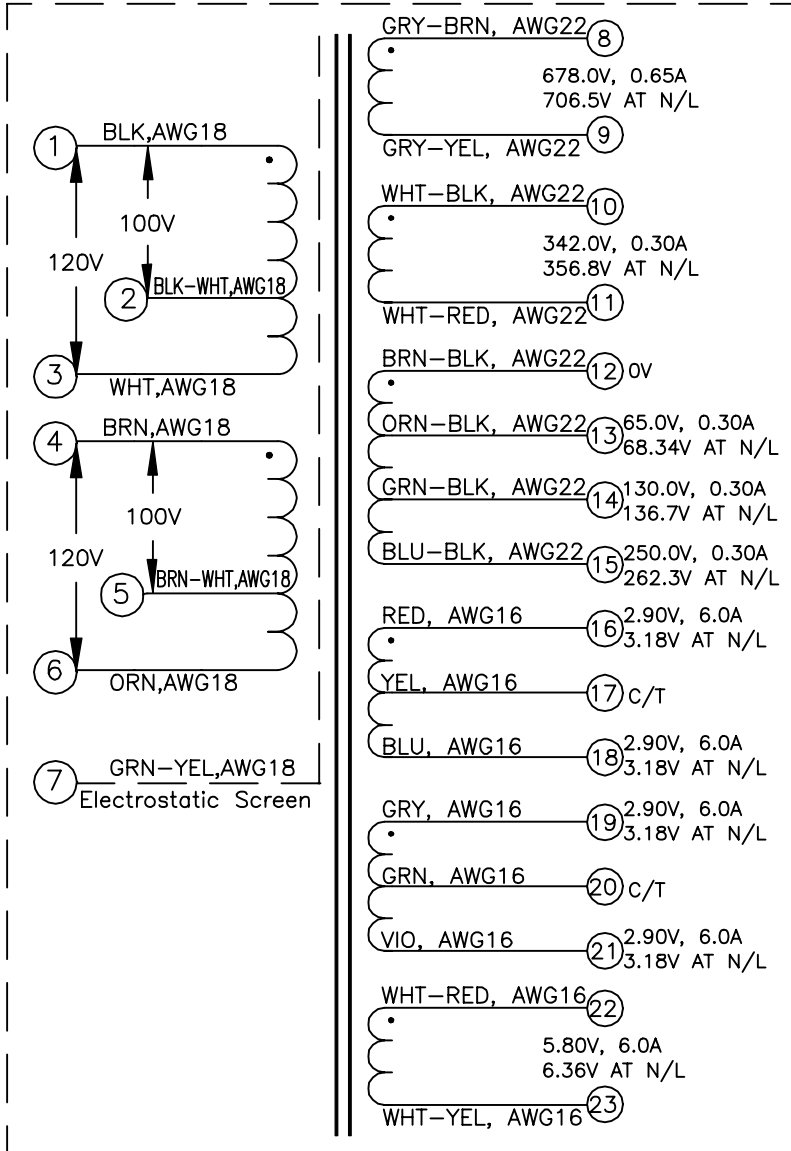 1
BLK,AWG18
100V
120V
2
BLK-WHT,AWG18
3
WHT,AWG18
4
BRN,AWG18
100V
120V
5
BRN-WHT,AWG18
6
ORN,AWG18
7
GRN-YEL,AWG18
Electrostatic Screen
GRY-BRN, AWG22
8
678.0V, 0.65A
706.5V AT N/L
GRY-YEL, AWG22
9
WHT-BLK, AWG22
10
342.0V, 0.30A
356.8V AT N/L
WHT-RED, AWG22
11
BRN-BLK, AWG22
12
0V
ORN-BLK, AWG22
13
65.0V, 0.30A
68.34V AT N/L
GRN-BLK, AWG22
14
130.0V, 0.30A
136.7V AT N/L
BLU-BLK, AWG22
15
250.0V, 0.30A
262.3V AT N/L
RED, AWG16
16
2.90V, 6.0A
3.18V AT N/L
YEL, AWG16
17
C/T
BLU, AWG16
18
2.90V, 6.0A
3.18V AT N/L
GRY, AWG16
19
2.90V, 6.0A
3.18V AT N/L
GRN, AWG16
20
C/T
VIO, AWG16
21
2.90V, 6.0A
3.18V AT N/L
WHT-RED, AWG16
22
5.80V, 6.0A
6.36V AT N/L
WHT-YEL, AWG16
23